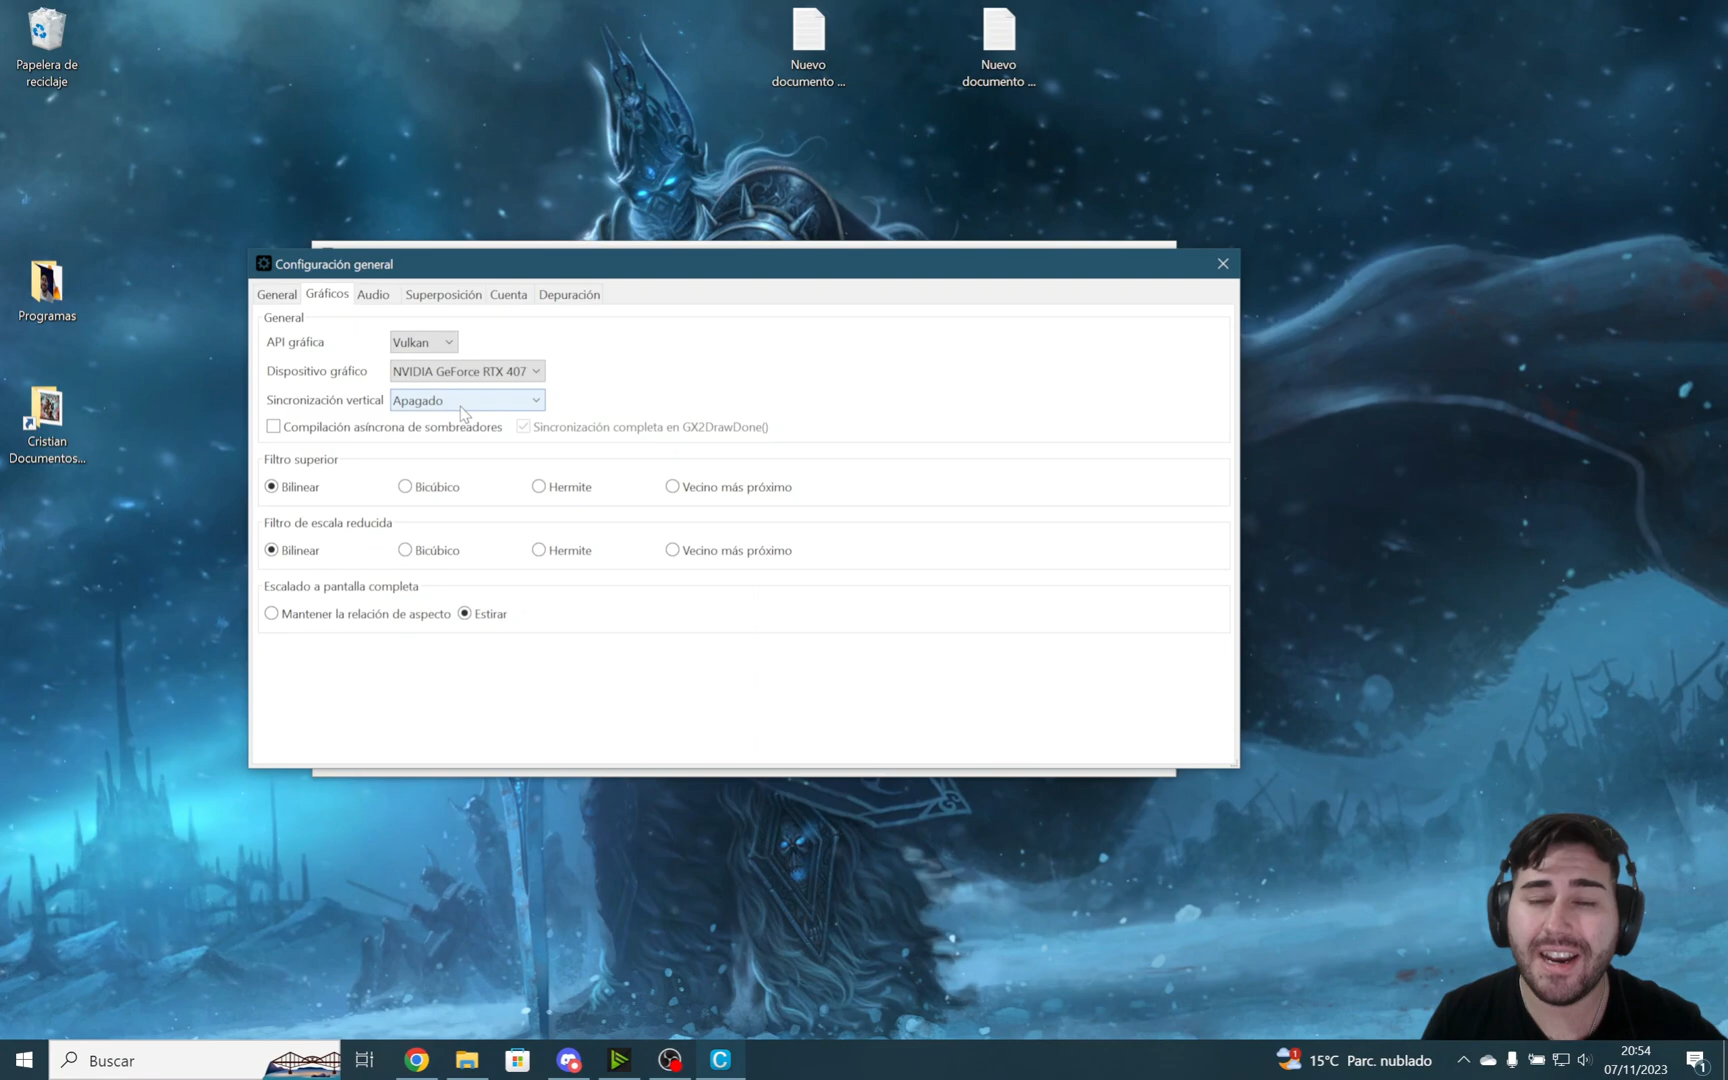 Papelera de
reciclaje
Nuevo
documento ...
Nuevo
documento ...
Programas
Cristian
Documentos...
Configuración general
General Gráficos Audio Superposición Cuenta Depuración
General
API gráfica Vulkan
Dispositivo gráfico NVIDIA GeForce RTX 407
Sincronización vertical Apagado
Compilación asíncrona de sombreadores Sincronización completa en GX2DrawDone()
Filtro superior
Bilinear Bicúbico Hermite Vecino más próximo
Filtro de escala reducida
Bilinear Bicúbico Hermite Vecino más próximo
Escalado a pantalla completa
Mantener la relación de aspecto Estirar
Buscar
C
1
15°C Parc. nublado
20:54
07/11/2023
1